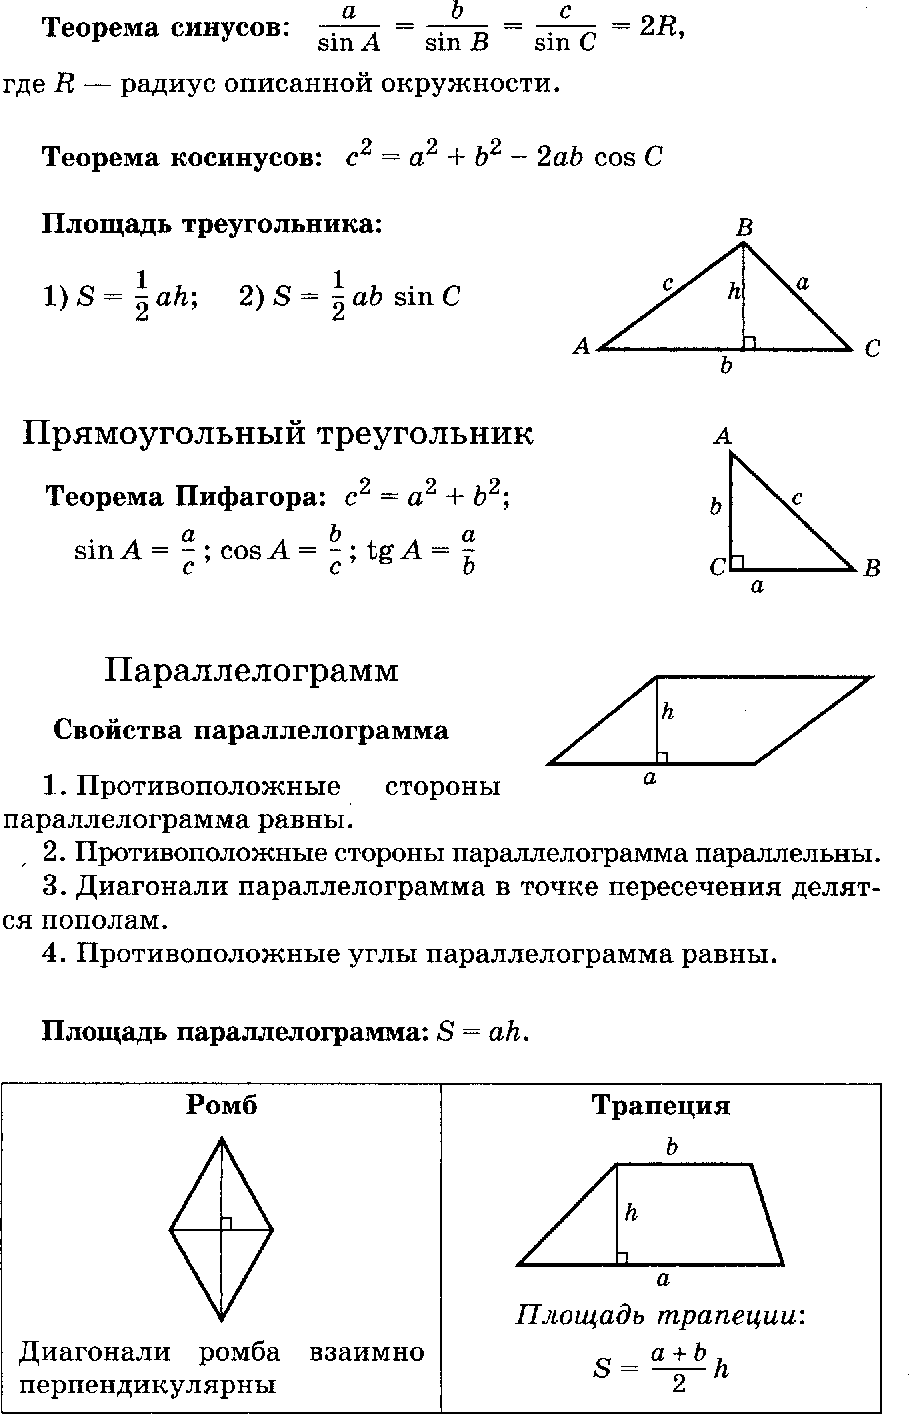 Теорема синусов: a/sin A = b/sin B = c/sin C = 2R,
где R — радиус описанной окружности.
Теорема косинусов: c² = a² + b² – 2ab cos C
Площадь треугольника:
1) S = 1/2 ah; 2) S = 1/2 ab sin C
B
c
h
a
A
C
b
Прямоугольный треугольник
Теорема Пифагора: c² = a² + b²;
sin A = a/c; cos A = b/c; tg A = a/b
A
b
c
C
B
a
Параллелограмм
h
Свойства параллелограмма
a
1. Противоположные стороны
параллелограмма равны.
2. Противоположные стороны параллелограмма параллельны.
3. Диагонали параллелограмма в точке пересечения делят-
ся пополам.
4. Противоположные углы параллелограмма равны.
Площадь параллелограмма: S = ah.
Ромб
Диагонали ромба взаимно
перпендикулярны
Трапеция
b
h
a
Площадь трапеции:
S = a + b/2 h